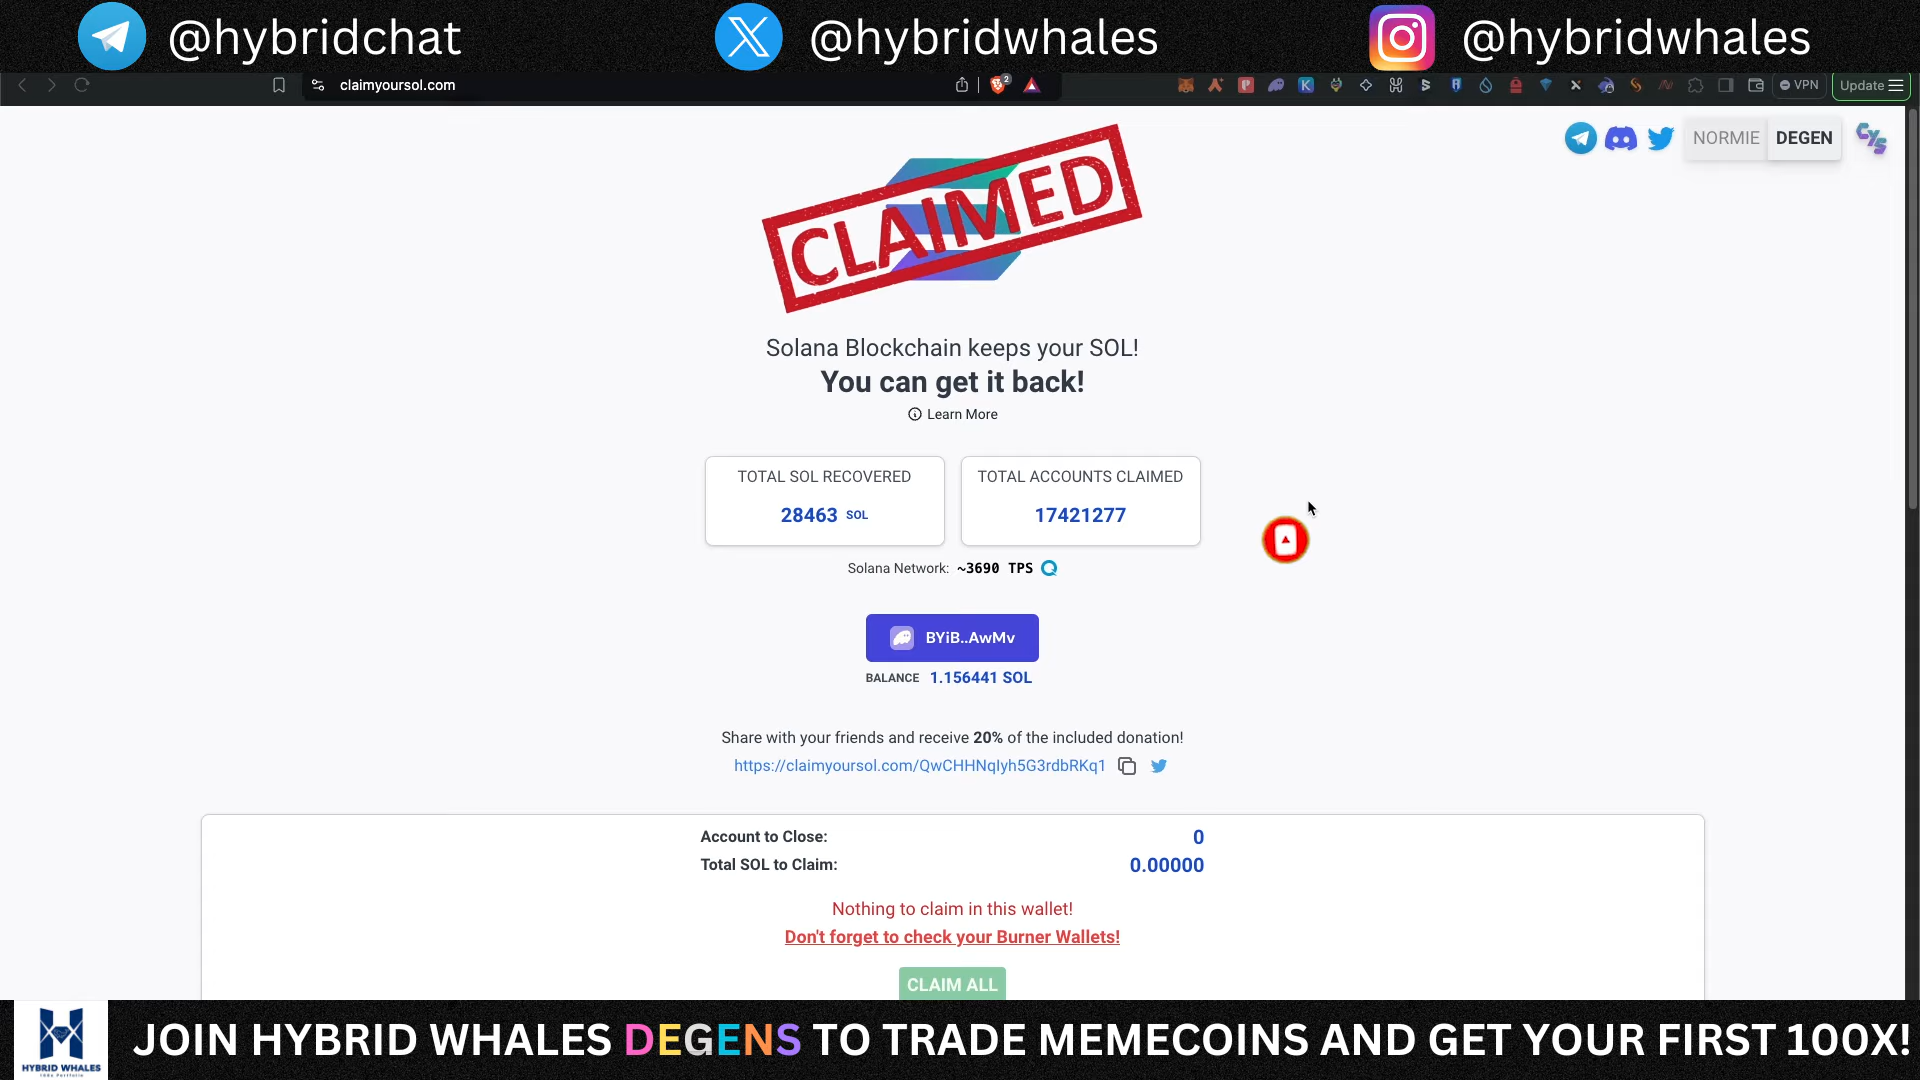 @hybridchat
@hybridwhales
@hybridwhales
claimyoursol.com
2
VPN
Update
NORMIE
DEGEN
CYS
CLAIMED
Solana Blockchain keeps your SOL!
You can get it back!
Learn More
TOTAL SOL RECOVERED
28463 SOL
TOTAL ACCOUNTS CLAIMED
17421277
Solana Network: ~3690 TPS
BYiB..AwMv
BALANCE 1.156441 SOL
Share with your friends and receive 20% of the included donation!
https://claimyoursol.com/QwCHHNqlyh5G3rdbRKq1
Account to Close: 0
Total SOL to Claim: 0.00000
Nothing to claim in this wallet!
Don't forget to check your Burner Wallets!
CLAIM ALL
HYBRID WHALES
JOIN HYBRID WHALES DEGENS TO TRADE MEMECOINS AND GET YOUR FIRST 100X!